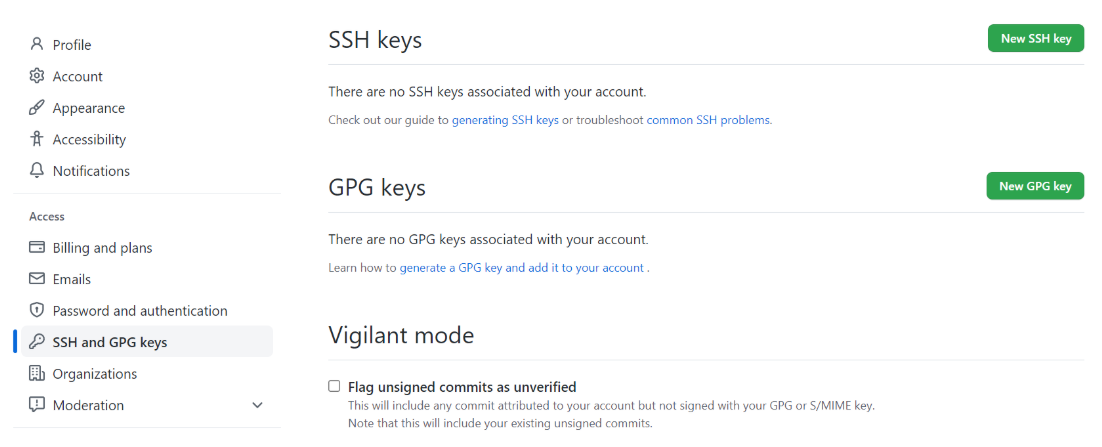 Profile
Account
Appearance
Accessibility
Notifications
Access
Billing and plans
Emails
Password and authentication
SSH and GPG keys
Organizations
Moderation
SSH keys
New SSH key
There are no SSH keys associated with your account.
Check out our guide to generating SSH keys or troubleshoot common SSH problems.
GPG keys
New GPG key
There are no GPG keys associated with your account.
Learn how to generate a GPG key and add it to your account .
Vigilant mode
Flag unsigned commits as unverified
This will include any commit attributed to your account but not signed with your GPG or S/MIME key.
Note that this will include your existing unsigned commits.